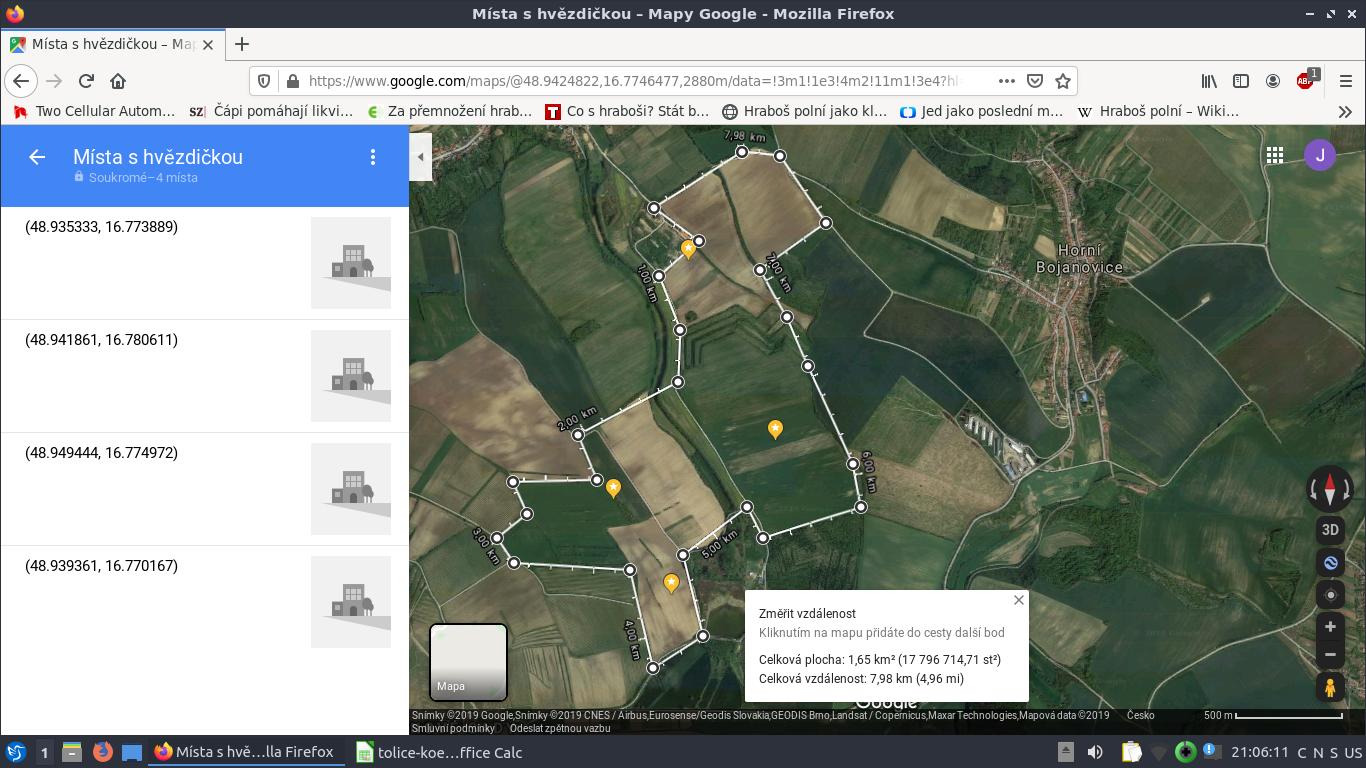 Místa s hvězdičkou – Mapy Google - Mozilla Firefox
Místa s hvězdičkou – Map
https://www.google.com/maps/@48.9424822,16.7746477,2880m/data=!3m1!1e3!4m2!11m1!3e4?hl
ABP 1
Two Cellular Autom… SZ Čápi pomáhají likvi… Za přemnožení hrab… T Co s hraboši? Stát b… Hraboš polní jako kl… Jed jako poslední m… W Hraboš polní – Wiki…
Místa s hvězdičkou
Soukromé–4 místa
(48.935333, 16.773889)
(48.941861, 16.780611)
(48.949444, 16.774972)
(48.939361, 16.770167)
7,98 km
J
Horní
Bojanovice
1,00 km
7,00 km
2,00 km
6,00 km
3,00 km
5,00 km
4,00 km
3D
Změřit vzdálenost
Kliknutím na mapu přidáte do cesty další bod
Celková plocha: 1,65 km² (17 796 714,71 st²)
Celková vzdálenost: 7,98 km (4,96 mi)
Mapa
Google
Snímky ©2019 Google,Snímky ©2019 CNES / Airbus,Eurosense/Geodis Slovakia,GEODIS Brno,Landsat / Copernicus,Maxar Technologies,Mapová data ©2019 Česko 500 m
Smluvní podmínky Odeslat zpětnou vazbu
1 Místa s hvě…lla Firefox tolice-koe…ffice Calc 21:06:11 C N S US